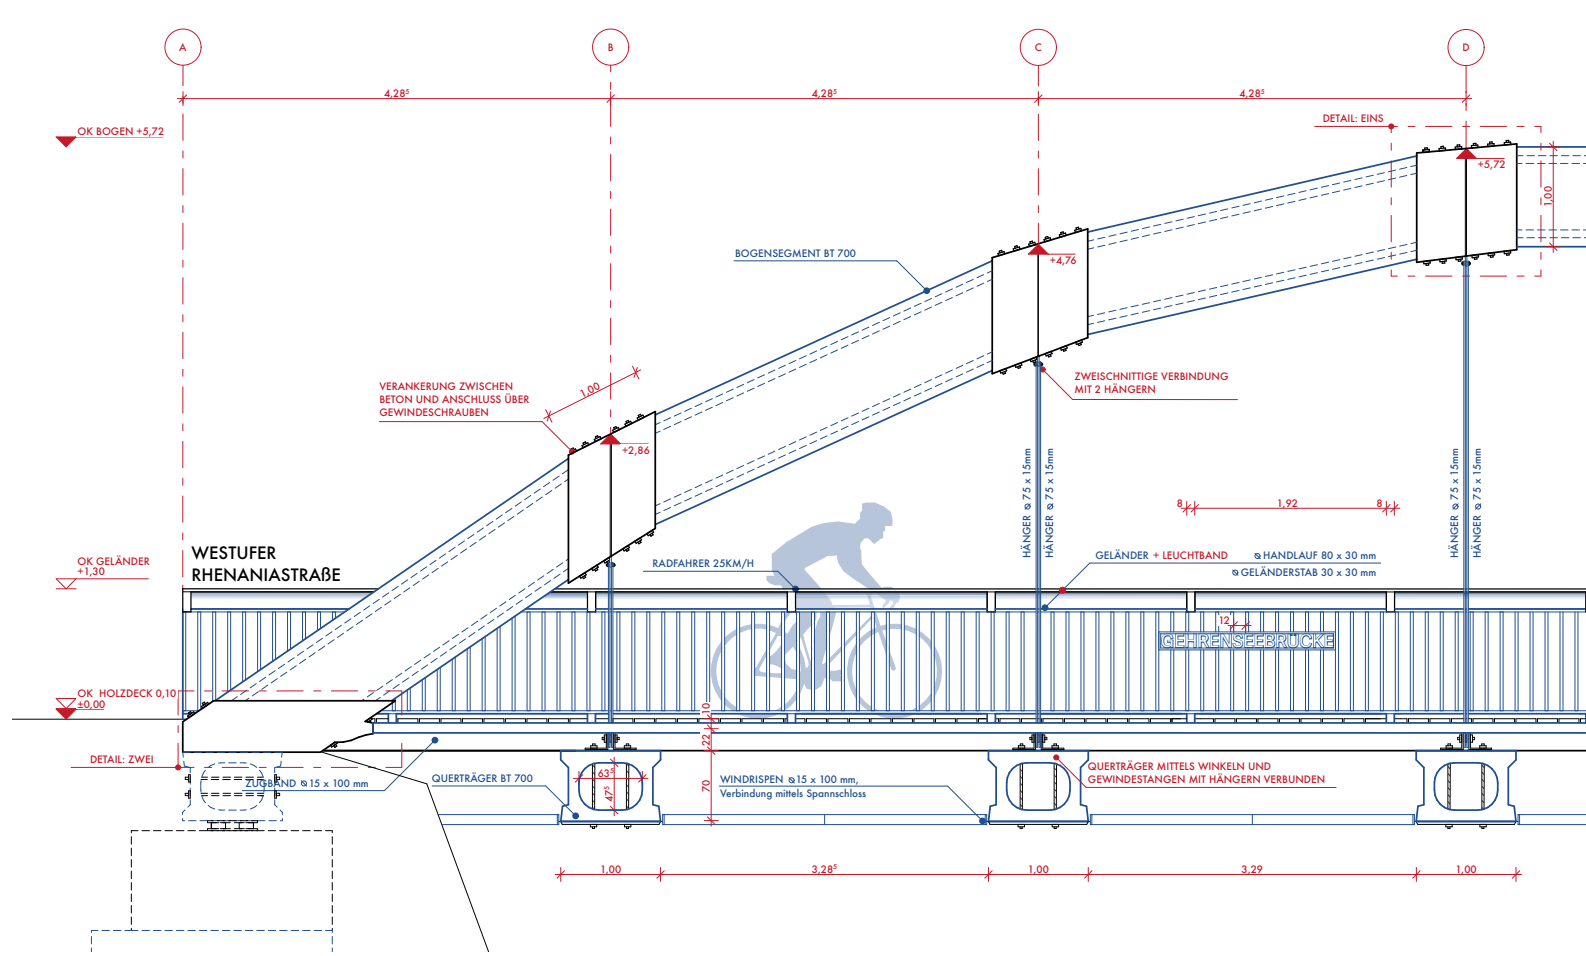 A
B
C
D
4,28⁵
4,28⁵
4,28⁵
OK BOGEN +5,72
DETAIL: EINS
+5,72
1,00
BOGENSEGMENT BT 700
+4,76
VERANKERUNG ZWISCHEN
BETON UND ANSCHLUSS ÜBER
GEWINDESCHRAUBEN
1,00
ZWEISCHNITTIGE VERBINDUNG
MIT 2 HÄNGERN
+2,86
HÄNGER ⌀ 75 x 15mm
HÄNGER ⌀ 75 x 15mm
HÄNGER ⌀ 75 x 15mm
HÄNGER ⌀ 75 x 15mm
8
1,92
8
WESTUFER
RHENANIASTRAßE
OK GELÄNDER
+1,30
RADFAHRER 25KM/H
GELÄNDER + LEUCHTBAND
⌀ HANDLAUF 80 x 30 mm
⌀ GELÄNDERSTAB 30 x 30 mm
12
GEHRENSEEBRÜCKE
OK HOLZDECK 0,10
±0,00
10
22
70
DETAIL: ZWEI
ZUGBAND ⌀ 15 x 100 mm
QUERTRÄGER BT 700
63⁵
47⁵
WINDRISPEN ⌀ 15 x 100 mm,
Verbindung mittels Spannschloss
QUERTRÄGER MITTELS WINKELN UND
GEWINDESTANGEN MIT HÄNGERN VERBUNDEN
1,00
3,28⁵
1,00
3,29
1,00